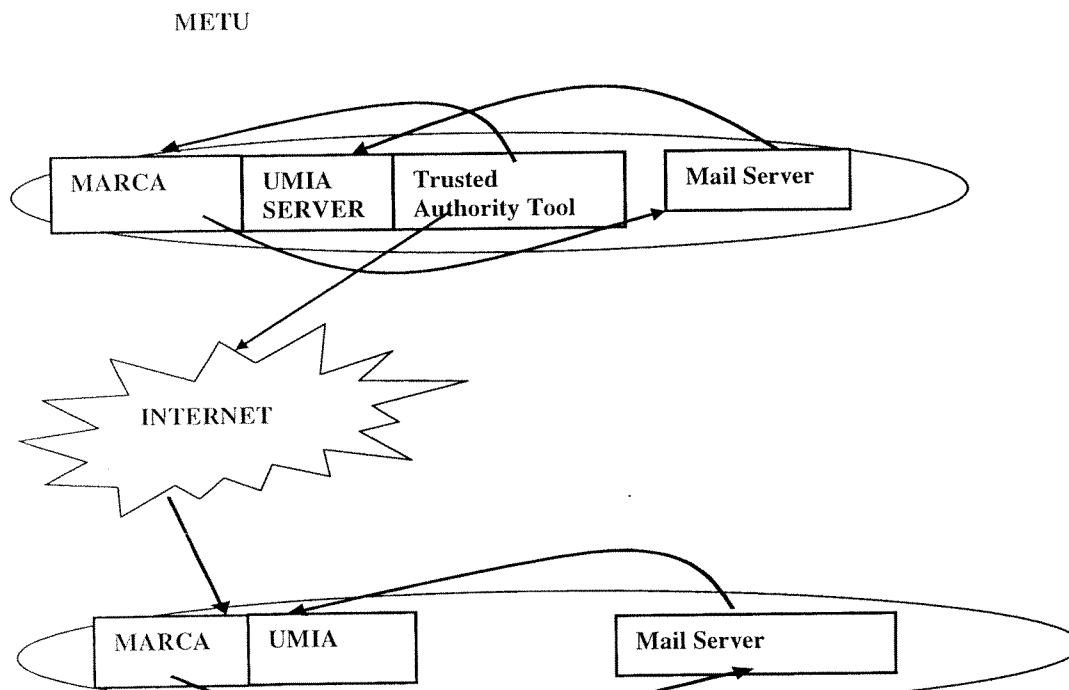 METU
MARCA
UMIA
SERVER
Trusted
Authority Tool
Mail Server
INTERNET
MARCA
UMIA
Mail Server